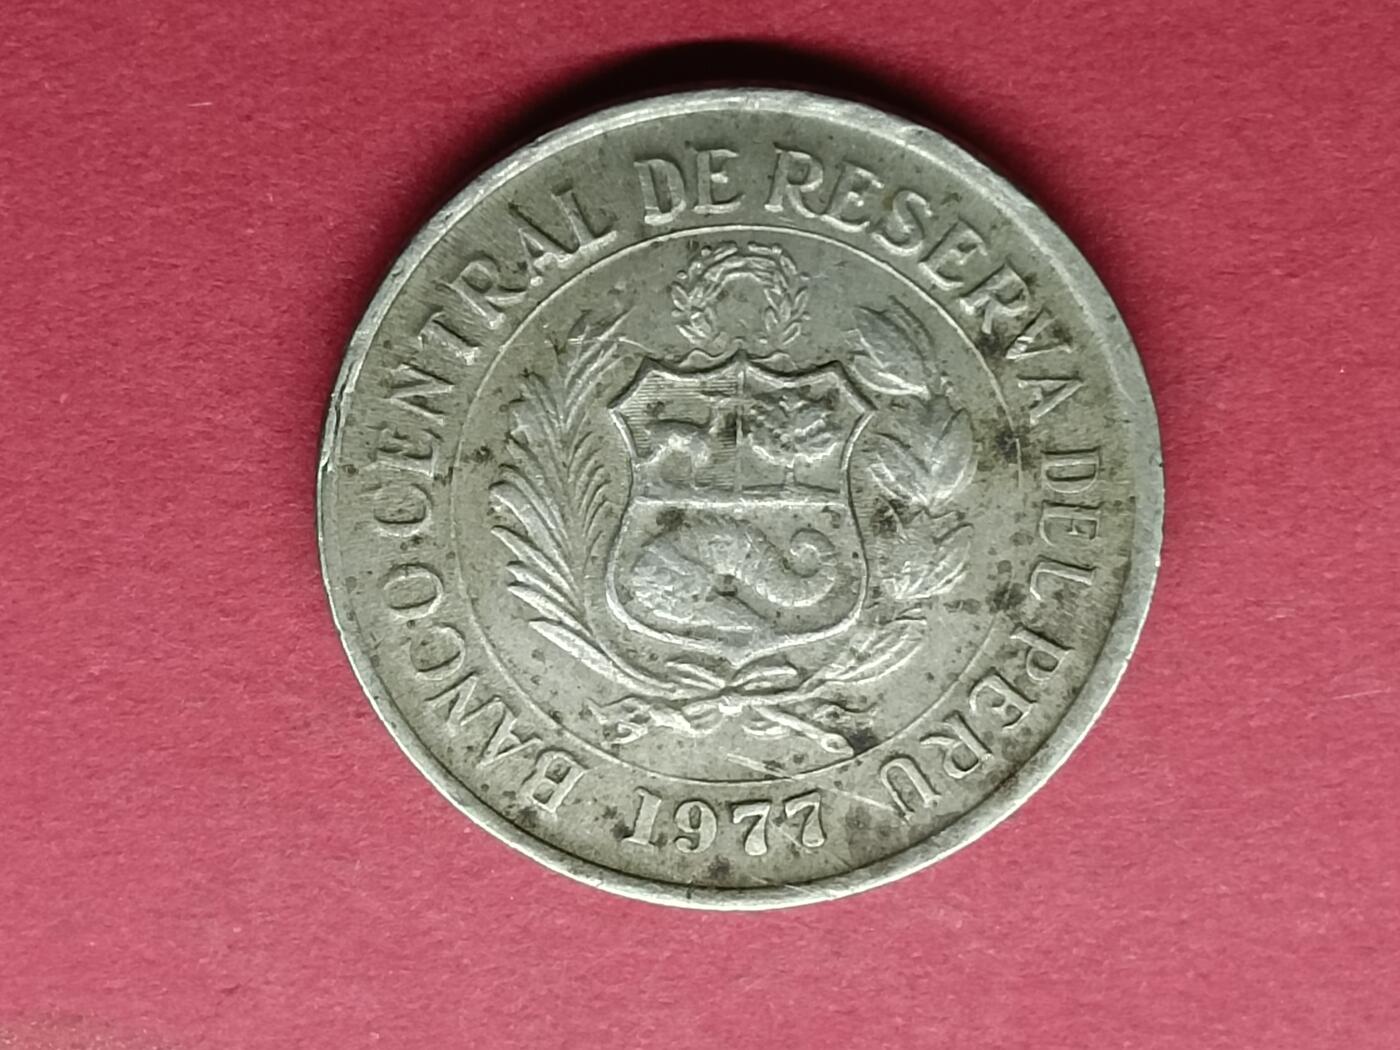 BANCO CENTRAL DE RESERVA DEL PERU
1977